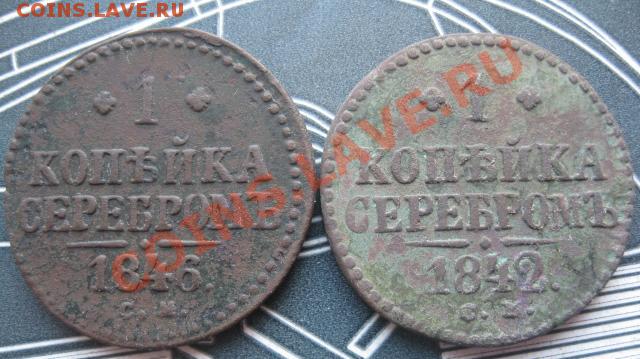 COINS.LAVE.RU
1
КОПѢЙКА
СЕРЕБРОМЪ
1846.
С. М.
1
КОПѢЙКА
СЕРЕБРОМЪ
1842.
С. М.
COINS.LAVE.RU